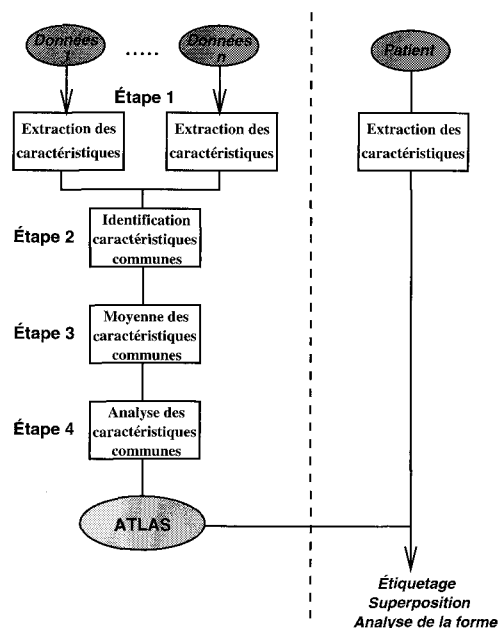 Données
1
.....
Données
n
Patient
Étape 1
Extraction des
caractéristiques
Extraction des
caractéristiques
Extraction des
caractéristiques
Étape 2
Identification
caractéristiques
communes
Étape 3
Moyenne des
caractéristiques
communes
Étape 4
Analyse des
caractéristiques
communes
ATLAS
Étiquetage
Superposition
Analyse de la forme